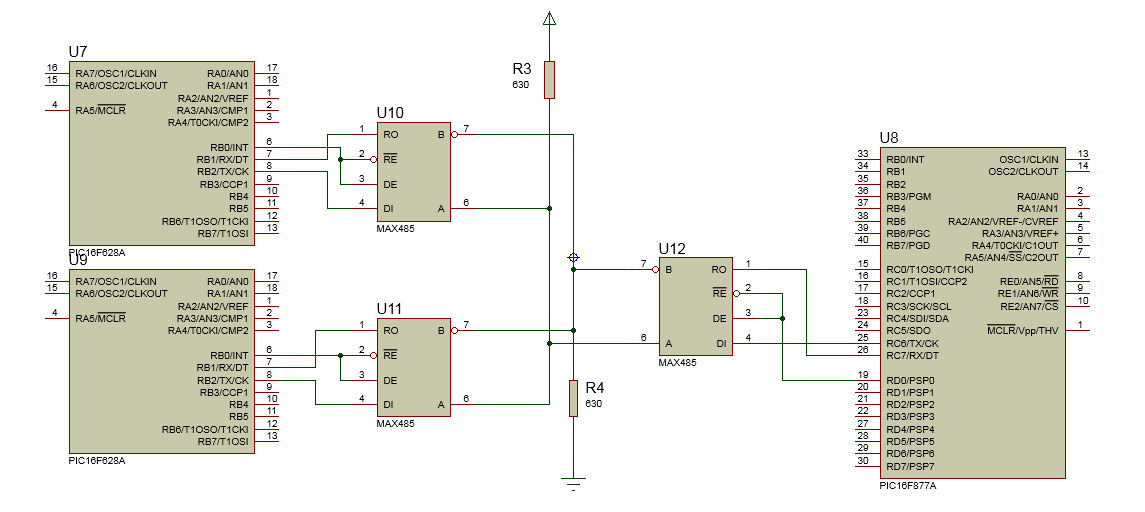 U7
16 RA7/OSC1/CLKIN RA0/AN0 17
15 RA6/OSC2/CLKOUT RA1/AN1 18
RA2/AN2/VREF 1
4 RA5/MCLR RA3/AN3/CMP1 2
RA4/T0CKI/CMP2 3
RB0/INT 6
RB1/RX/DT 7
RB2/TX/CK 8
RB3/CCP1 9
RB4 10
RB5 11
RB6/T1OSO/T1CKI 12
RB7/T1OSI 13
PIC16F628A
U9
16 RA7/OSC1/CLKIN RA0/AN0 17
15 RA6/OSC2/CLKOUT RA1/AN1 18
RA2/AN2/VREF 1
4 RA5/MCLR RA3/AN3/CMP1 2
RA4/T0CKI/CMP2 3
RB0/INT 6
RB1/RX/DT 7
RB2/TX/CK 8
RB3/CCP1 9
RB4 10
RB5 11
RB6/T1OSO/T1CKI 12
RB7/T1OSI 13
PIC16F628A
U10
1 RO B 7
2 RE
3 DE
4 DI A 6
MAX485
U11
1 RO B 7
2 RE
3 DE
4 DI A 6
MAX485
R3
630
R4
630
U12
7 B RO 1
RE 2
DE 3
6 A DI 4
MAX485
U8
33 RB0/INT OSC1/CLKIN 13
34 RB1 OSC2/CLKOUT 14
35 RB2
36 RB3/PGM RA0/AN0 2
37 RB4 RA1/AN1 3
38 RB5 RA2/AN2/VREF-/CVREF 4
39 RB6/PGC RA3/AN3/VREF+ 5
40 RB7/PGD RA4/T0CKI/C1OUT 6
RA5/AN4/SS/C2OUT 7
15 RC0/T1OSO/T1CKI
16 RC1/T1OSI/CCP2 RE0/AN5/RD 8
17 RC2/CCP1 RE1/AN6/WR 9
18 RC3/SCK/SCL RE2/AN7/CS 10
23 RC4/SDI/SDA
24 RC5/SDO MCLR/Vpp/THV 1
25 RC6/TX/CK
26 RC7/RX/DT
19 RD0/PSP0
20 RD1/PSP1
21 RD2/PSP2
22 RD3/PSP3
27 RD4/PSP4
28 RD5/PSP5
29 RD6/PSP6
30 RD7/PSP7
PIC16F877A